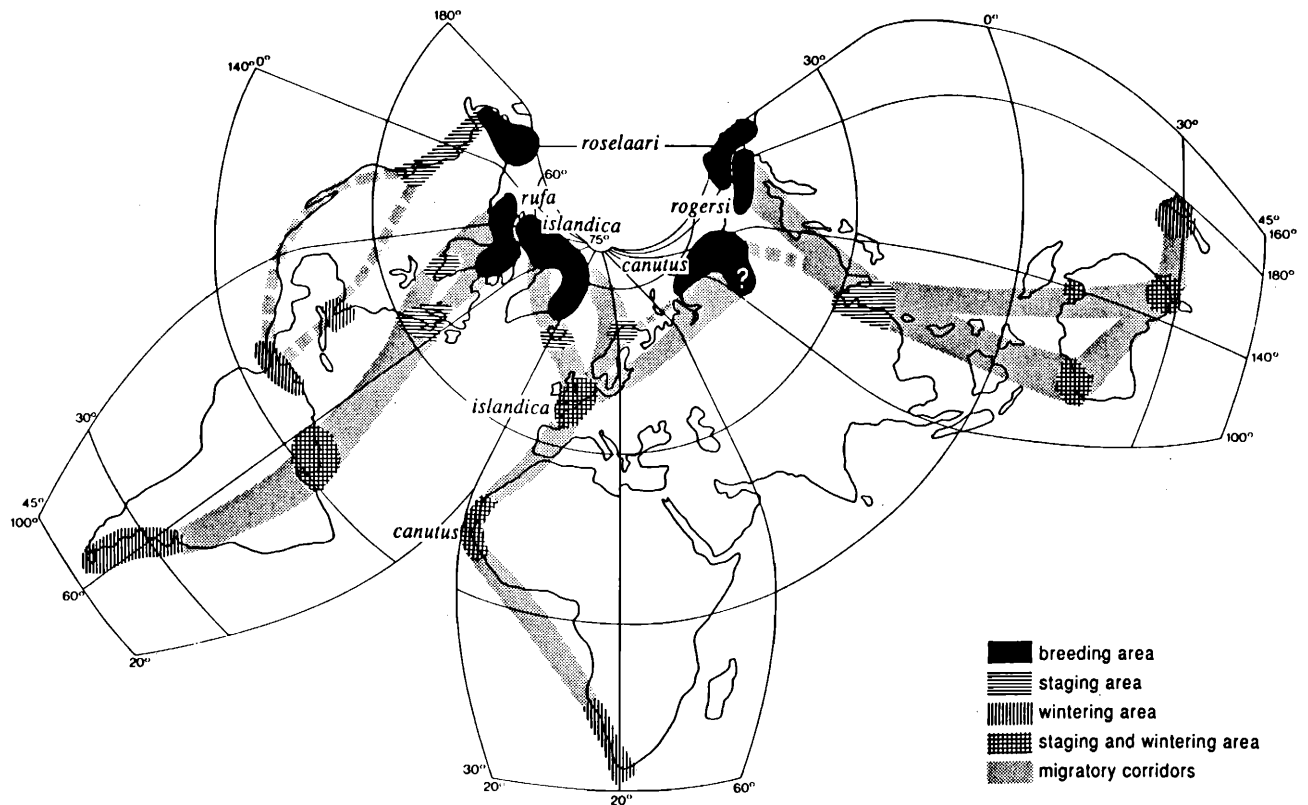 180°
0°
140° 0°
30°
30°
roselaari
60°
rufa
islandica
rogersi
45°
160°
75°
canutus
180°
?
140°
islandica
30°
100°
45°
100°
canutus
60°
20°
30°
20°
20°
60°
breeding area
staging area
wintering area
staging and wintering area
migratory corridors